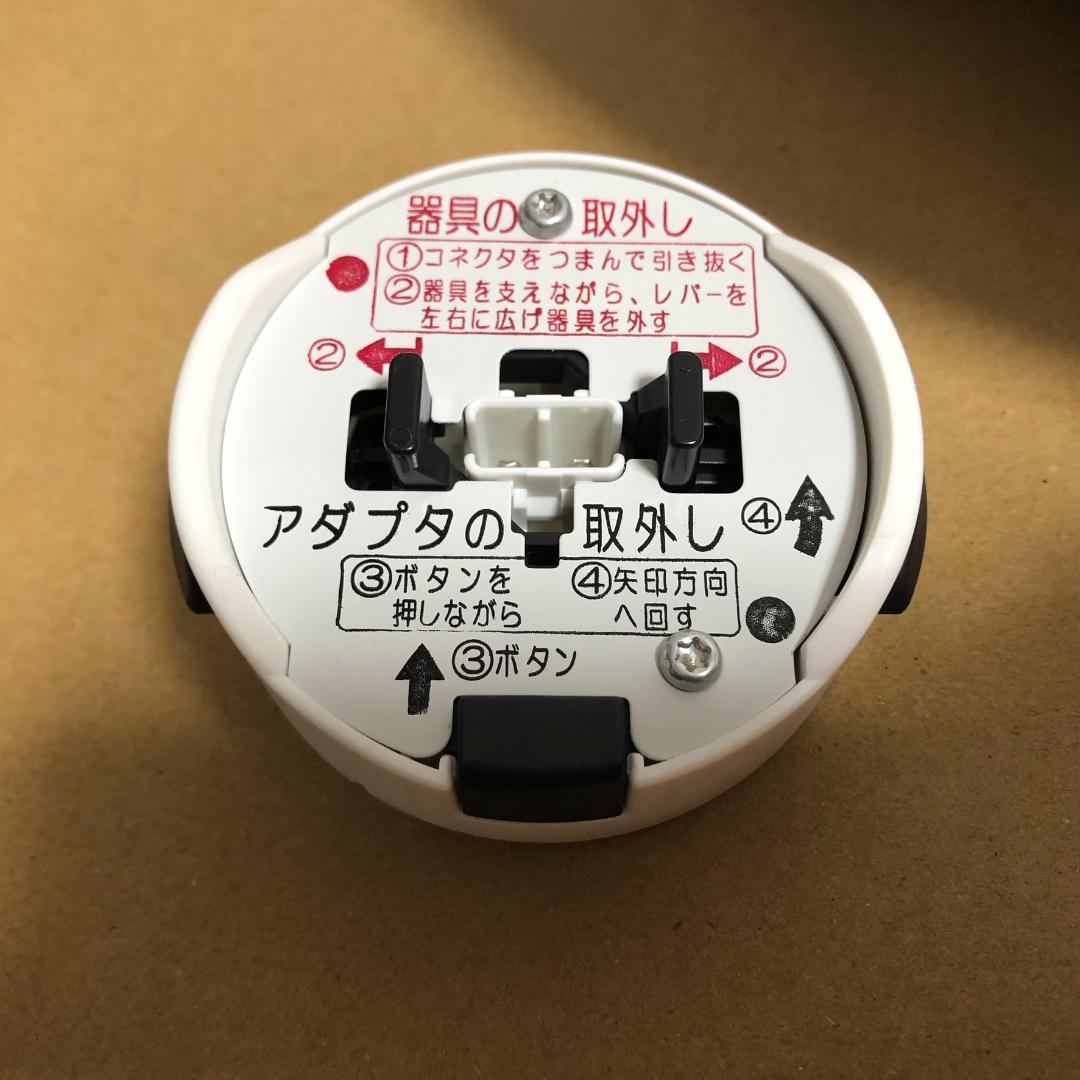 器具の取外し
①コネクタをつまんで引き抜く
②器具を支えながら、レバーを
左右に広げ器具を外す
② ②
アダプタの取外し ④
③ボタンを ④矢印方向
押しながら へ回す
③ボタン